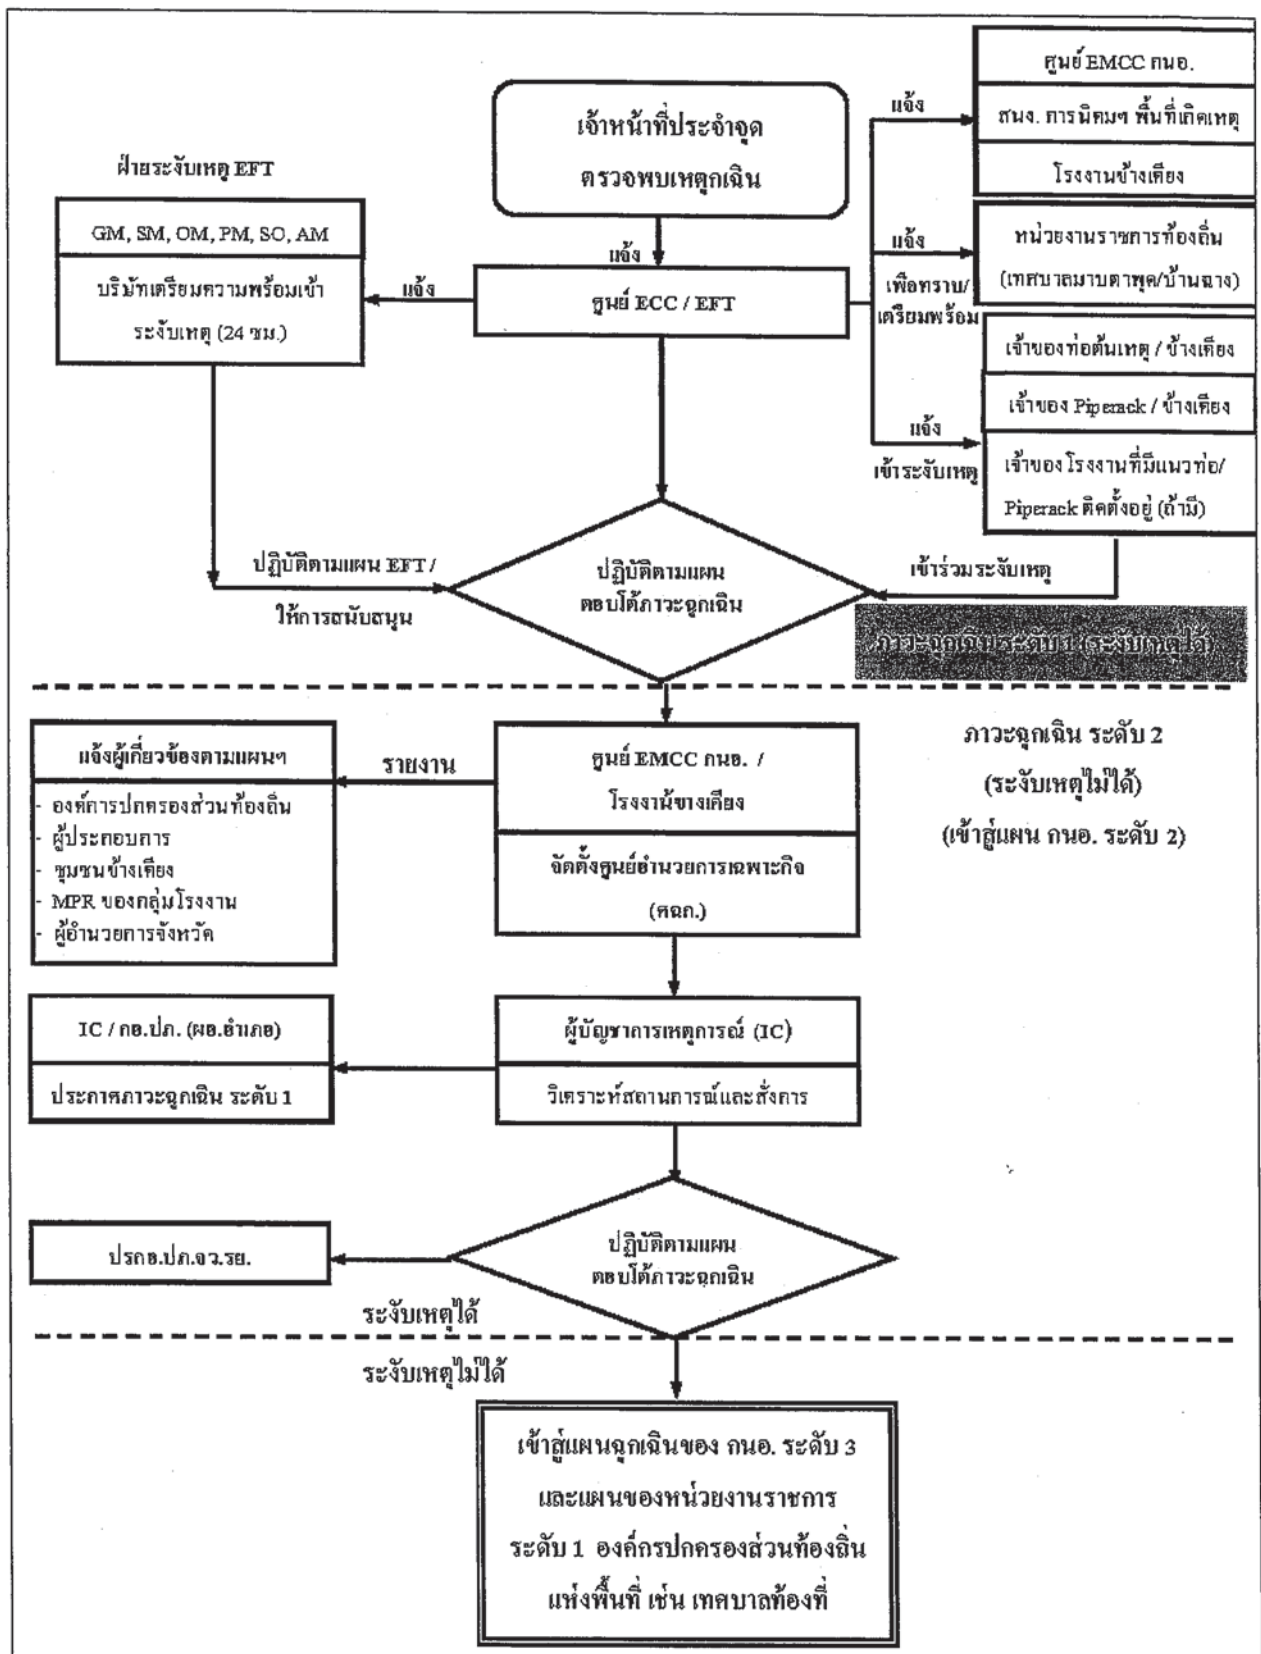 เจ้าหน้าที่ประจำจุด
ตรวจพบเหตุฉุกเฉิน
แจ้ง
ศูนย์ EMCC กนอ.
สนง. การนิคมฯ พื้นที่เกิดเหตุ
โรงงานข้างเคียง
ฝ่ายระงับเหตุ EFT
GM, SM, OM, PM, SO, AM
บริษัทเตรียมความพร้อมเข้า
ระงับเหตุ (24 ชม.)
แจ้ง
แจ้ง
ศูนย์ ECC / EFT
แจ้ง
เพื่อทราบ/
เตรียมพร้อม
หน่วยงานราชการท้องถิ่น
(เทศบาลมาบตาพุด/บ้านฉาง)
แจ้ง
เข้าระงับเหตุ
เจ้าของท่อต้นเหตุ / ข้างเคียง
เจ้าของ Piperack / ข้างเคียง
เจ้าของโรงงานที่มีแนวท่อ/
Piperack ติดตั้งอยู่ (ถ้ามี)
ปฏิบัติตามแผน EFT /
ให้การสนับสนุน
ปฏิบัติตามแผน
ตอบโต้ภาวะฉุกเฉิน
เข้าร่วมระงับเหตุ
ภาวะฉุกเฉินระดับ 1 (ระงับเหตุได้)
ภาวะฉุกเฉิน ระดับ 2
(ระงับเหตุไม่ได้)
(เข้าสู่แผน กนอ. ระดับ 2)
แจ้งผู้เกี่ยวข้องตามแผนฯ
- องค์การปกครองส่วนท้องถิ่น
- ผู้ประกอบการ
- ชุมชนข้างเคียง
- MPR ของกลุ่มโรงงาน
- ผู้อำนวยการจังหวัด
รายงาน
ศูนย์ EMCC กนอ. /
โรงงานข้างเคียง
จัดตั้งศูนย์อำนวยการเฉพาะกิจ
(ศฉก.)
IC / กอ.ปภ. (ผอ.อำเภอ)
ประกาศภาวะฉุกเฉิน ระดับ 1
ผู้บัญชาการเหตุการณ์ (IC)
วิเคราะห์สถานการณ์และสั่งการ
ปรกอ.ปภ.จว.รย.
ปฏิบัติตามแผน
ตอบโต้ภาวะฉุกเฉิน
ระงับเหตุได้
ระงับเหตุไม่ได้
เข้าสู่แผนฉุกเฉินของ กนอ. ระดับ 3
และแผนของหน่วยงานราชการ
ระดับ 1 องค์กรปกครองส่วนท้องถิ่น
แห่งพื้นที่ เช่น เทศบาลท้องที่